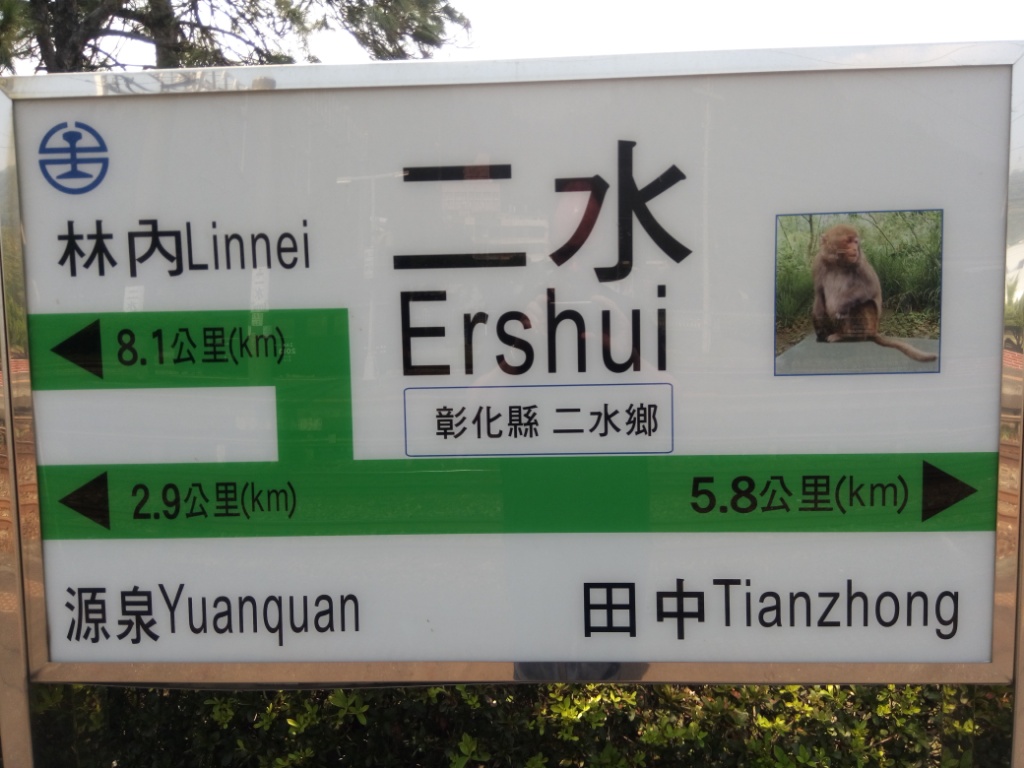 二水
Ershui
彰化縣 二水鄉
林內Linnei
8.1公里(km)
2.9公里(km)
5.8公里(km)
源泉Yuanquan
田中Tianzhong